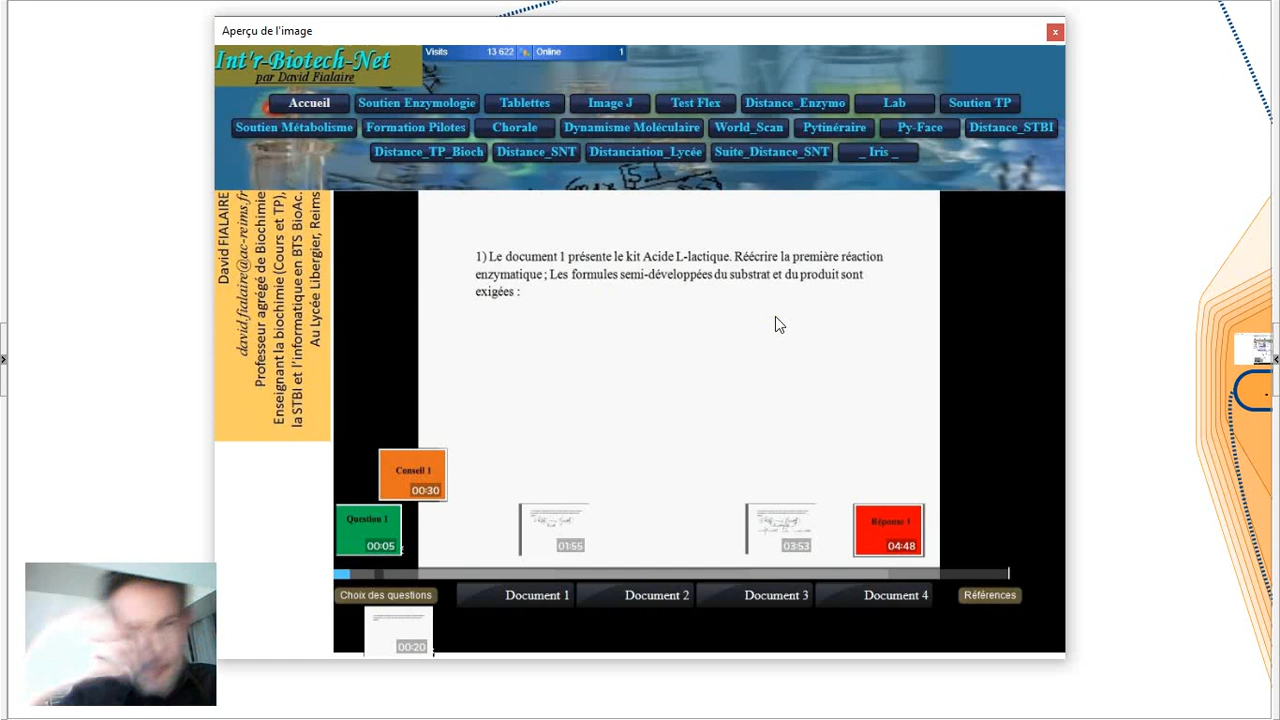 Aperçu de l'image
x
Int'r-Biotech-Net
par David Fialaire
Visits 13 622 Online 1
Accueil Soutien Enzymologie Tablettes Image J Test Flex Distance_Enzymo Lab Soutien TP
Soutien Métabolisme Formation Pilotes Chorale Dynamisme Moléculaire World_Scan Pytinéraire Py-Face Distance_STBI
Distance_TP_Bioch Distance_SNT Distanciation_Lycée Suite_Distance_SNT _ Iris _
David FIALAIRE
david.fialaire@ac-reims.fr
Professeur agrégé de Biochimie
Enseignant la biochimie (Cours et TP),
la STBI et l'informatique en BTS BioAc.
Au Lycée Libergier, Reims
1) Le document 1 présente le kit Acide L-lactique. Réécrire la première réaction
enzymatique ; Les formules semi-développées du substrat et du produit sont
exigées :
Conseil 1
00:30
Question 1
00:05
01:55
03:53
Réponse 1
04:48
Choix des questions Document 1 Document 2 Document 3 Document 4 Références
00:20